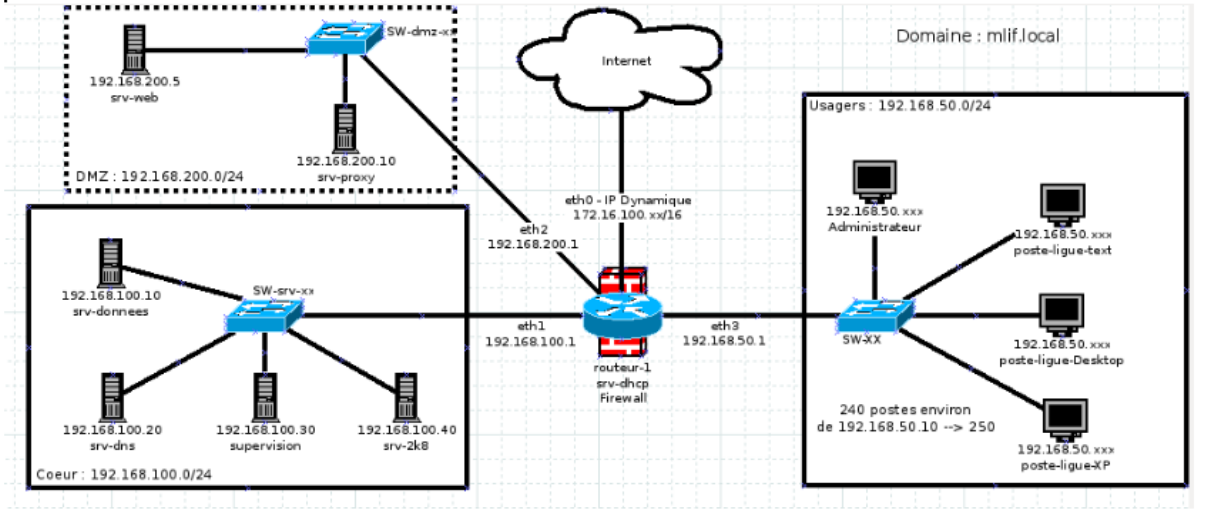 Domaine : mlif.local
SW-dmz-xx
192.168.200.5
srv-web
192.168.200.10
srv-proxy
DMZ : 192.168.200.0/24
Internet
eth0 - IP Dynamique
172.16.100.xx/16
eth2
192.168.200.1
Usagers : 192.168.50.0/24
192.168.50.xxx
Administrateur
192.168.50.xxx
poste-ligue-text
192.168.50.xxx
poste-ligue-Desktop
192.168.50.xxx
poste-ligue-XP
SW-XX
240 postes environ
de 192.168.50.10 --> 250
eth3
192.168.50.1
eth1
192.168.100.1
routeur-1
srv-dhcp
Firewall
192.168.100.10
srv-donnees
SW-srv-xx
192.168.100.20
srv-dns
192.168.100.30
supervision
192.168.100.40
srv-2k8
Coeur : 192.168.100.0/24